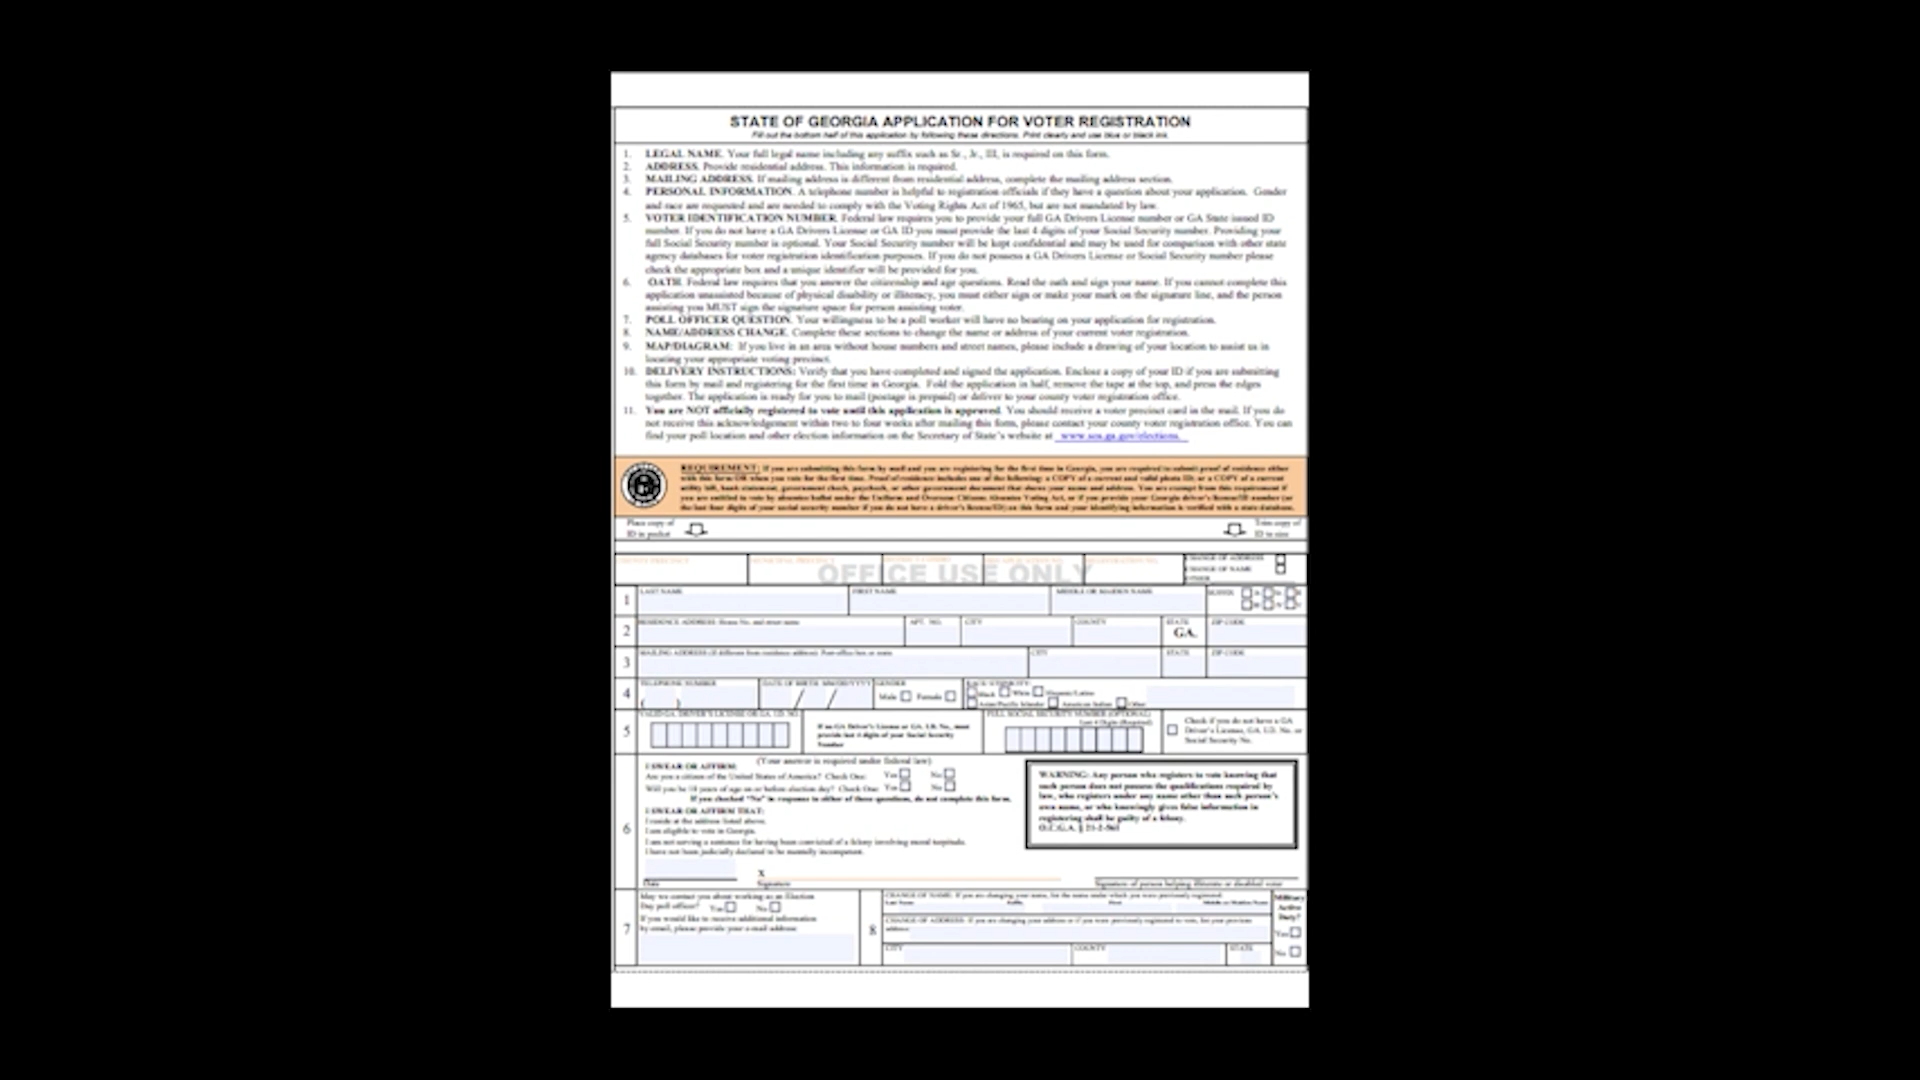 STATE OF GEORGIA APPLICATION FOR VOTER REGISTRATION
Fill out the bottom half of this application by following these directions. Print clearly and use blue or black ink.
1. LEGAL NAME. Your full legal name including any suffix such as Sr., Jr., III, is required on this form.
2. ADDRESS. Provide residential address. This information is required.
3. MAILING ADDRESS. If mailing address is different from residential address, complete the mailing address section.
4. PERSONAL INFORMATION. A telephone number is helpful to registration officials if they have a question about your application. Gender
and race are requested and are needed to comply with the Voting Rights Act of 1965, but are not mandated by law.
5. VOTER IDENTIFICATION NUMBER. Federal law requires you to provide your full GA Drivers License number or GA State issued ID
number. If you do not have a GA Drivers License or GA ID you must provide the last 4 digits of your Social Security number. Providing your
full Social Security number is optional. Your Social Security number will be kept confidential and may be used for comparison with other state
agency databases for voter registration identification purposes. If you do not possess a GA Drivers License or Social Security number please
check the appropriate box and a unique identifier will be provided for you.
6. OATH. Federal law requires that you answer the citizenship and age questions. Read the oath and sign your name. If you cannot complete this
application unassisted because of physical disability or illiteracy, you must either sign or make your mark on the signature line, and the person
assisting you MUST sign the signature space for person assisting voter.
7. POLL OFFICER QUESTION. Your willingness to be a poll worker will have no bearing on your application for registration.
8. NAME/ADDRESS CHANGE. Complete these sections to change the name or address of your current voter registration.
9. MAP/DIAGRAM: If you live in an area without house numbers and street names, please include a drawing of your location to assist us in
locating your appropriate voting precinct.
10. DELIVERY INSTRUCTIONS: Verify that you have completed and signed the application. Enclose a copy of your ID if you are submitting
this form by mail and registering for the first time in Georgia. Fold the application in half, remove the tape at the top, and press the edges
together. The application is ready for you to mail (postage is prepaid) or deliver to your county voter registration office.
11. You are NOT officially registered to vote until this application is approved. You should receive a voter precinct card in the mail. If you do
not receive this acknowledgement within two to four weeks after mailing this form, please contact your county voter registration office. You can
find your poll location and other election information on the Secretary of State's website at www.sos.ga.gov/elections.
REQUIREMENT: If you are submitting this form by mail and you are registering for the first time in Georgia, you are required to submit proof of residence either
with this form OR when you vote for the first time. Proof of residence includes one of the following: a COPY of a current and valid photo ID; or a COPY of a current
utility bill, bank statement, government check, paycheck, or other government document that shows your name and address. You are exempt from this requirement if
you are entitled to vote by absentee ballot under the Uniform and Overseas Citizens Absentee Voting Act, or if you provide your Georgia driver's license/ID number (or
the last four digits of your social security number if you do not have a driver's license/ID) on this form and your identifying information is verified with a state database.
Place copy of
ID in pocket
Trim copy of
ID to size
COUNTY PRECINCT MUNICIPAL PRECINCT REGISTRATION NO.
CHANGE OF ADDRESS
CHANGE OF NAME
OTHER
OFFICE USE ONLY
1 LAST NAME FIRST NAME MIDDLE OR MAIDEN NAME SUFFIX
2 RESIDENCE ADDRESS: House No. and street name APT. NO. CITY COUNTY STATE GA. ZIP CODE
3 MAILING ADDRESS (If different from residence address): Post-office box or route CITY STATE ZIP CODE
4 TELEPHONE NUMBER ( ) DATE OF BIRTH MM/DD/YYYY / / GENDER Male Female
RACE/ETHNICITY:
Black White Hispanic/Latino
Asian/Pacific Islander American Indian Other
5 VALID GA. DRIVER'S LICENSE OR GA. I.D. NO.
If no GA Driver's License or GA. I.D. No., must
provide last 4 digits of your Social Security
Number
FULL SOCIAL SECURITY NUMBER (OPTIONAL)
Last 4 Digits (Required)
Check if you do not have a GA
Driver's License, GA. I.D. No. or
Social Security No.
6 I SWEAR OR AFFIRM: (Your answer is required under federal law)
Are you a citizen of the United States of America? Check One: Yes No
Will you be 18 years of age on or before election day? Check One: Yes No
If you checked "No" in response to either of these questions, do not complete this form.
I SWEAR OR AFFIRM THAT:
I reside at the address listed above.
I am eligible to vote in Georgia.
I am not serving a sentence for having been convicted of a felony involving moral turpitude.
I have not been judicially declared to be mentally incompetent.
X
Date Signature Signature of person helping illiterate or disabled voter
WARNING: Any person who registers to vote knowing that
such person does not possess the qualifications required by
law, who registers under any name other than such person's
own name, or who knowingly gives false information in
registering shall be guilty of a felony.
O.C.G.A. § 21-2-561
7 May we contact you about working as an Election
Day poll officer? Yes No
If you would like to receive additional information
by email, please provide your e-mail address
8 CHANGE OF NAME: If you are changing your name, list the name under which you were previously registered:
Last Name Suffix First Middle or Maiden Name
CHANGE OF ADDRESS: If you are changing your address or if you were previously registered to vote, list your previous
address:
CITY COUNTY STATE
Military
Active
Duty?
Yes
No